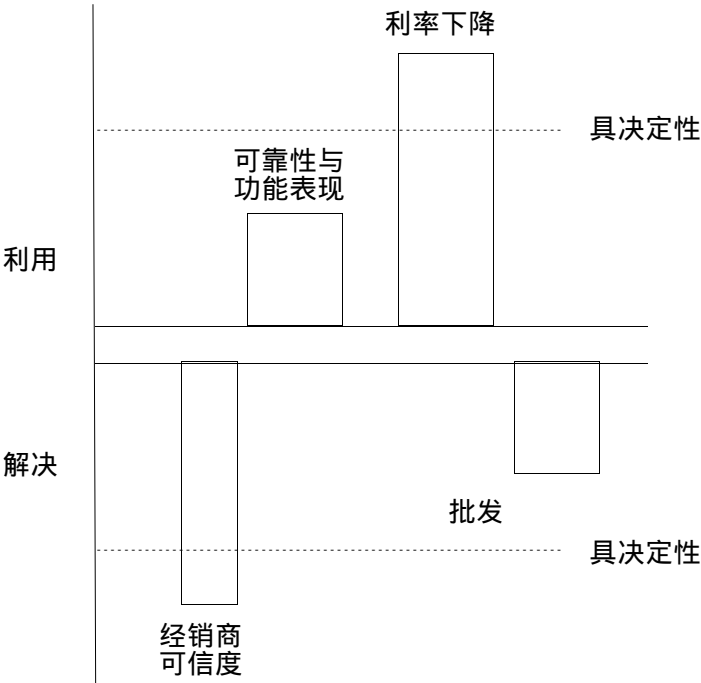 利率下降
具决定性
可靠性与
功能表现
利用
解决
批发
具决定性
经销商
可信度